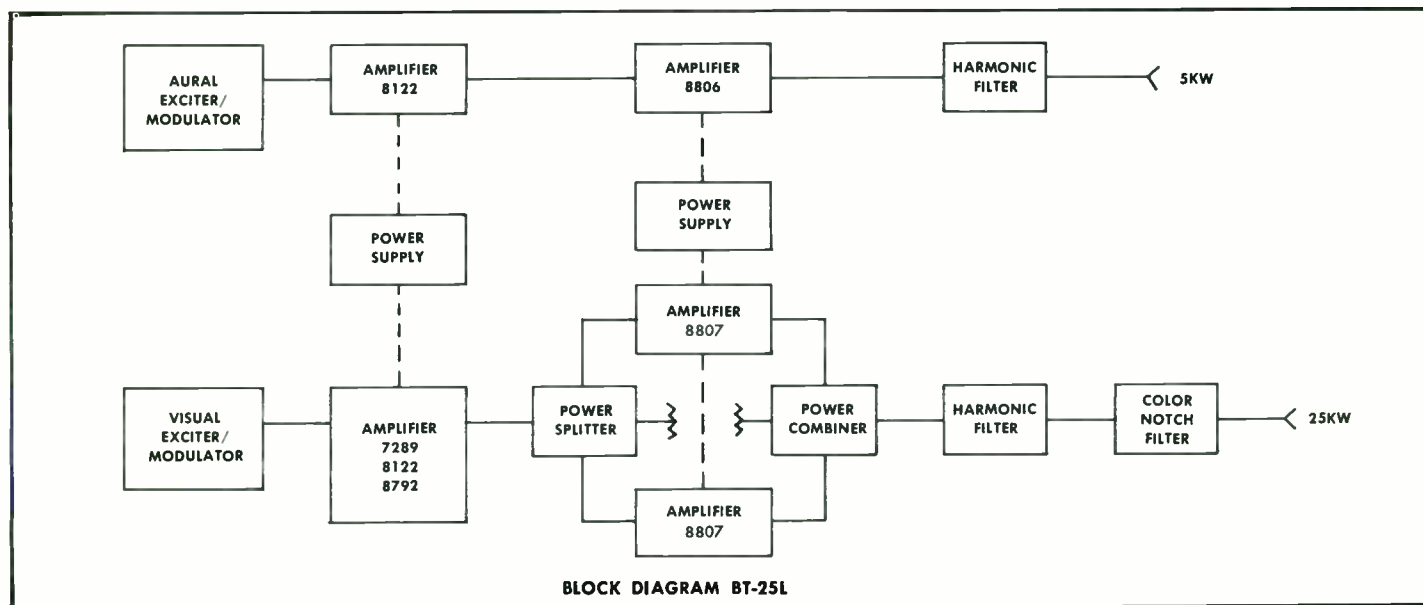 AURAL
EXCITER/
MODULATOR
AMPLIFIER
8122
AMPLIFIER
8806
HARMONIC
FILTER
5KW
POWER
SUPPLY
POWER
SUPPLY
AMPLIFIER
8807
VISUAL
EXCITER/
MODULATOR
AMPLIFIER
7289
8122
8792
POWER
SPLITTER
POWER
COMBINER
HARMONIC
FILTER
COLOR
NOTCH
FILTER
25KW
AMPLIFIER
8807
BLOCK DIAGRAM BT-25L